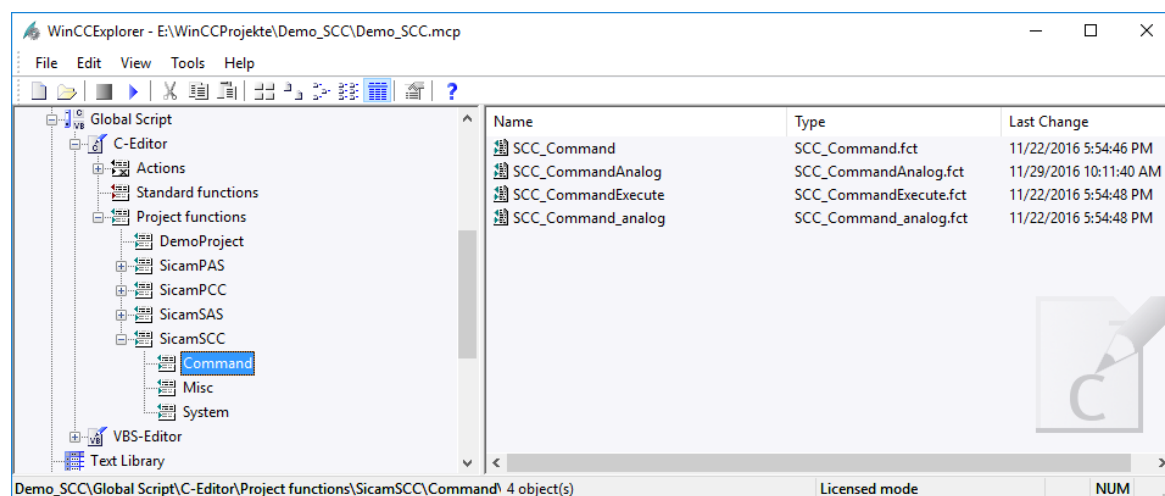 WinCCExplorer - E:\WinCCProjekte\Demo_SCC\Demo_SCC.mcp
File Edit View Tools Help
Global Script
C-Editor
Actions
Standard functions
Project functions
DemoProject
SicamPAS
SicamPCC
SicamSAS
SicamSCC
Command
Misc
System
VBS-Editor
Text Library
Name Type Last Change
SCC_Command SCC_Command.fct 11/22/2016 5:54:46 PM
SCC_CommandAnalog SCC_CommandAnalog.fct 11/29/2016 10:11:40 AM
SCC_CommandExecute SCC_CommandExecute.fct 11/22/2016 5:54:48 PM
SCC_Command_analog SCC_Command_analog.fct 11/22/2016 5:54:48 PM
C
Demo_SCC\Global Script\C-Editor\Project functions\SicamSCC\Command\ 4 object(s) Licensed mode NUM